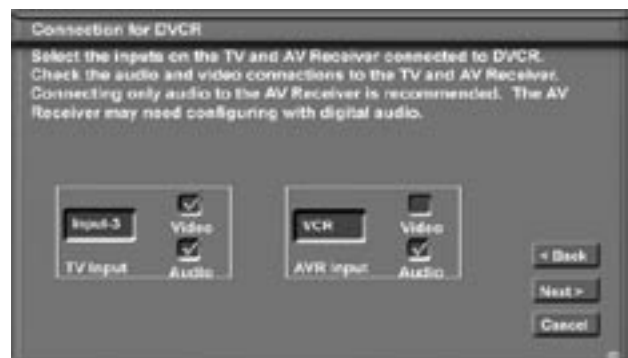 Connection for DVCR
Select the inputs on the TV and AV Receiver connected to DVCR.
Check the audio and video connections to the TV and AV Receiver.
Connecting only audio to the AV Receiver is recommended. The AV
Receiver may need configuring with digital audio.
Input-3
Video
TV Input
Audio
VCR
Video
AVR Input
Audio
< Back
Next >
Cancel